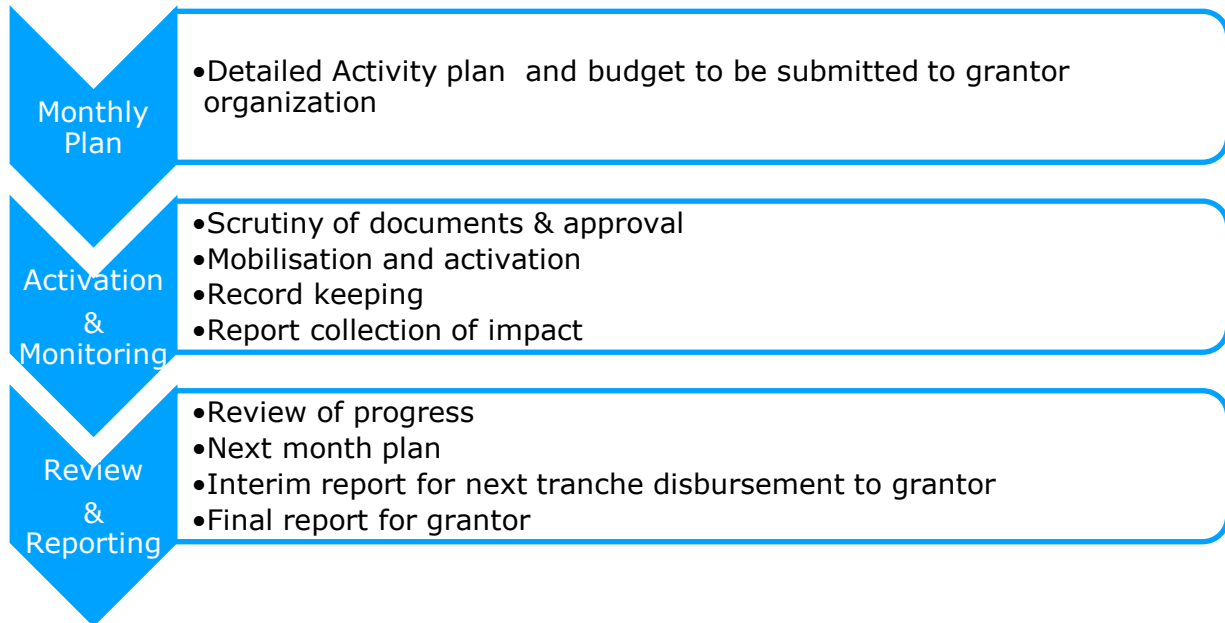 Monthly
Plan
•Detailed Activity plan  and budget to be submitted to grantor
organization
Activation
&
Monitoring
•Scrutiny of documents & approval
•Mobilisation and activation
•Record keeping
•Report collection of impact
Review
&
Reporting
•Review of progress
•Next month plan
•Interim report for next tranche disbursement to grantor
•Final report for grantor